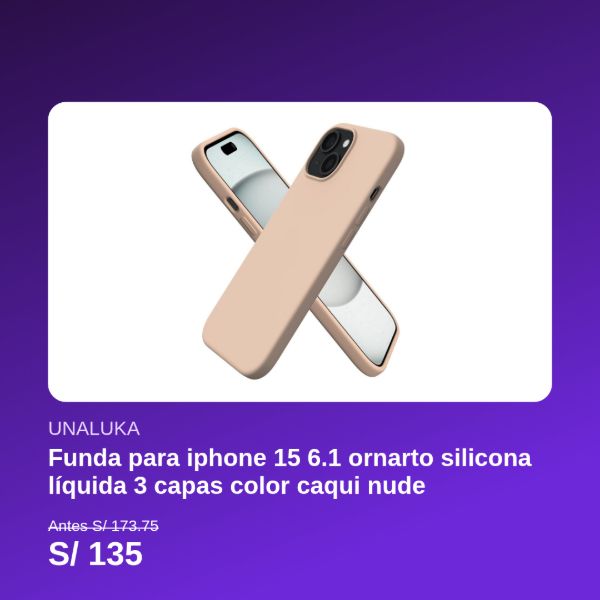 UNALUKA
Funda para iphone 15 6.1 ornarto silicona
líquida 3 capas color caqui nude
Antes S/ 173.75
S/ 135